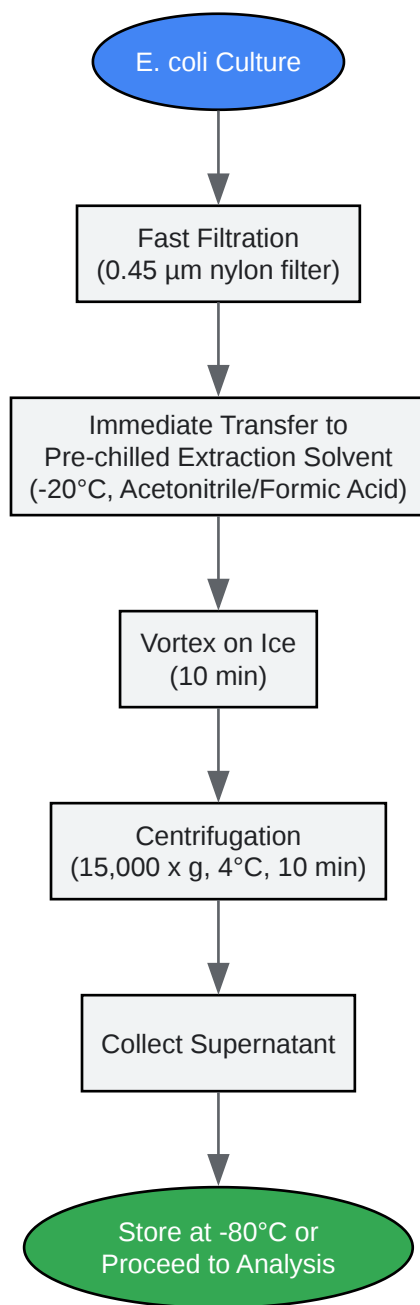 E. coli Culture
Fast Filtration
(0.45 µm nylon filter)
Immediate Transfer to
Pre-chilled Extraction Solvent
(-20°C, Acetonitrile/Formic Acid)
Vortex on Ice
(10 min)
Centrifugation
(15,000 x g, 4°C, 10 min)
Collect Supernatant
Store at -80°C or
Proceed to Analysis